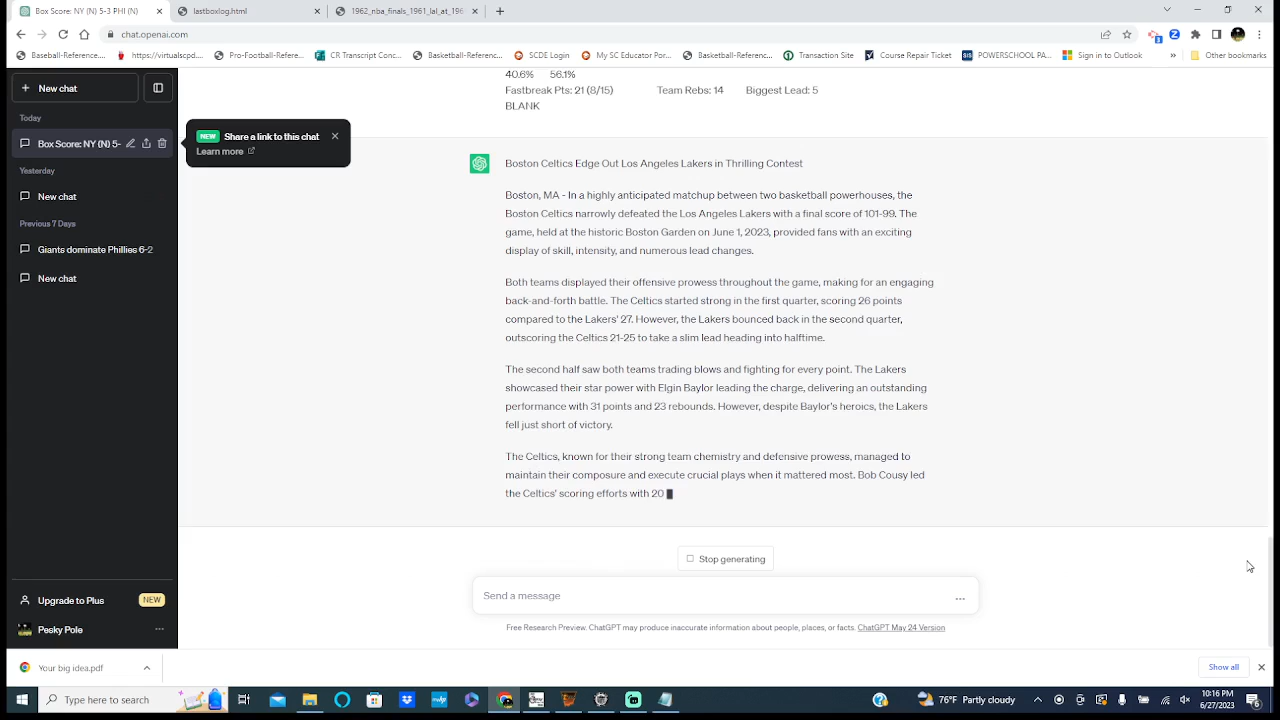 Box Score: NY (N) 5-3 PHI (N)
lastboxlog.html
1962_nba_finals_1961_lal_at_196
chat.openai.com
Baseball-Reference...
https://virtualscpd...
Pro-Football-Refere...
CR Transcript Conc...
Basketball-Referenc...
SCDE Login
My SC Educator Por...
Basketball-Referenc...
Transaction Site
Course Repair Ticket
POWERSCHOOL PA...
Sign in to Outlook
»
Other bookmarks
+ New chat
Today
Box Score: NY (N) 5-
Yesterday
New chat
Previous 7 Days
Giants dominate Phillies 6-2
New chat
NEW Share a link to this chat
Learn more
40.6% 56.1%
Fastbreak Pts: 21 (8/15) Team Rebs: 14 Biggest Lead: 5
BLANK
Boston Celtics Edge Out Los Angeles Lakers in Thrilling Contest
Boston, MA - In a highly anticipated matchup between two basketball powerhouses, the
Boston Celtics narrowly defeated the Los Angeles Lakers with a final score of 101-99. The
game, held at the historic Boston Garden on June 1, 2023, provided fans with an exciting
display of skill, intensity, and numerous lead changes.
Both teams displayed their offensive prowess throughout the game, making for an engaging
back-and-forth battle. The Celtics started strong in the first quarter, scoring 26 points
compared to the Lakers' 27. However, the Lakers bounced back in the second quarter,
outscoring the Celtics 21-25 to take a slim lead heading into halftime.
The second half saw both teams trading blows and fighting for every point. The Lakers
showcased their star power with Elgin Baylor leading the charge, delivering an outstanding
performance with 31 points and 23 rebounds. However, despite Baylor's heroics, the Lakers
fell just short of victory.
The Celtics, known for their strong team chemistry and defensive prowess, managed to
maintain their composure and execute crucial plays when it mattered most. Bob Cousy led
the Celtics' scoring efforts with 20
Stop generating
Send a message
Free Research Preview. ChatGPT may produce inaccurate information about people, places, or facts. ChatGPT May 24 Version
Upgrade to Plus NEW
Peeky Pole
Your big idea.pdf
Show all
Type here to search
76°F Partly cloudy
10:16 PM
6/27/2023